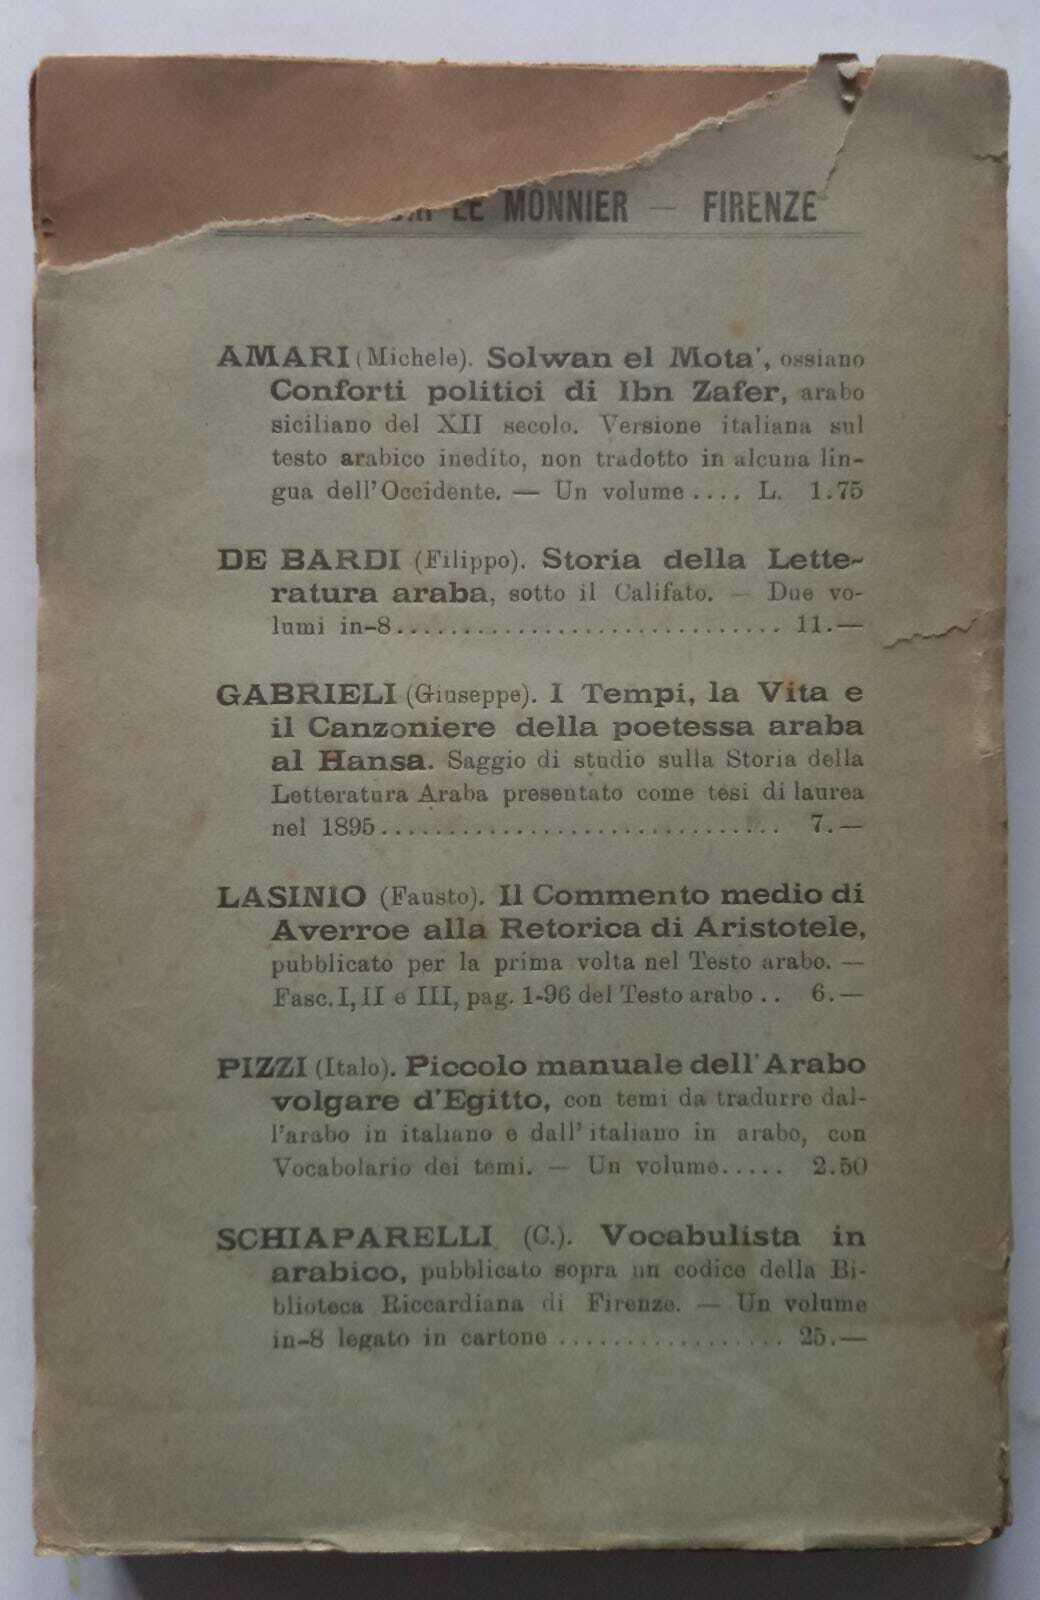 LE MONNIER — FIRENZE
AMARI (Michele). Solwan el Mota', ossiano
Conforti politici di Ibn Zafer, arabo
siciliano del XII secolo. Versione italiana sul
testo arabico inedito, non tradotto in alcuna lin-
gua dell'Occidente. — Un volume .... L. 1.75
DE BARDI (Filippo). Storia della Lette-
ratura araba, sotto il Califato. — Due vo-
lumi in-8............................. 11.—
GABRIELI (Giuseppe). I Tempi, la Vita e
il Canzoniere della poetessa araba
al Hansa. Saggio di studio sulla Storia della
Letteratura Araba presentato come tesi di laurea
nel 1895.............................. 7.—
LASINIO (Fausto). Il Commento medio di
Averroe alla Retorica di Aristotele,
pubblicato per la prima volta nel Testo arabo. —
Fasc. I, II e III, pag. 1-96 del Testo arabo .. 6.—
PIZZI (Italo). Piccolo manuale dell'Arabo
volgare d'Egitto, con temi da tradurre dal-
l'arabo in italiano e dall'italiano in arabo, con
Vocabolario dei temi. — Un volume..... 2.50
SCHIAPARELLI (C.). Vocabulista in
arabico, pubblicato sopra un codice della Bi-
blioteca Riccardiana di Firenze. — Un volume
in-8 legato in cartone ................. 25.—